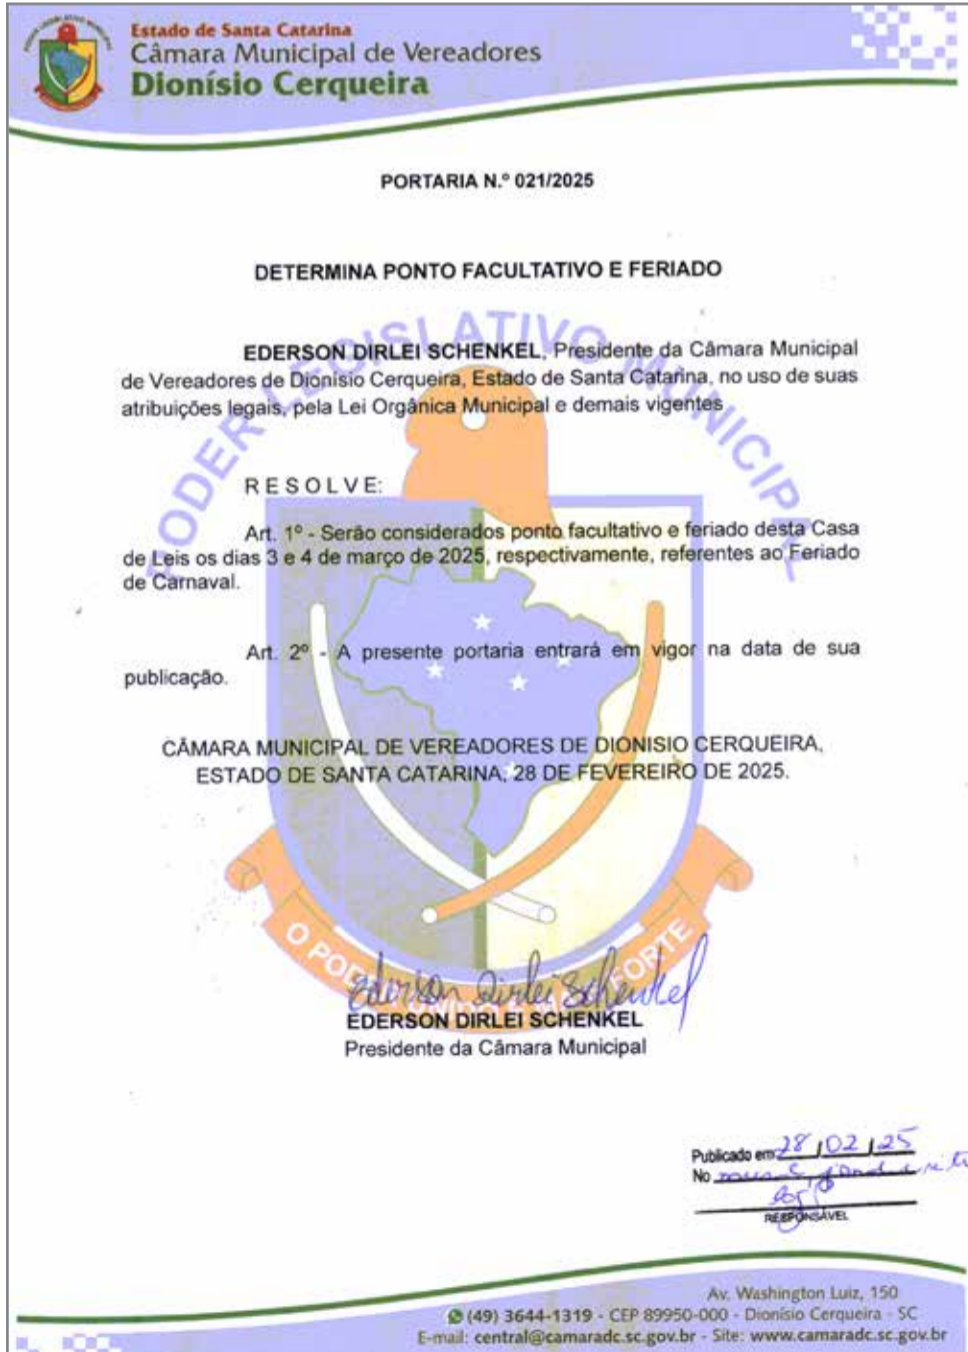 Estado de Santa Catarina
Câmara Municipal de Vereadores
Dionísio Cerqueira
PORTARIA N.º 021/2025
DETERMINA PONTO FACULTATIVO E FERIADO
PODER LEGISLATIVO MUNICIPAL
EDERSON DIRLEI SCHENKEL, Presidente da Câmara Municipal
de Vereadores de Dionísio Cerqueira, Estado de Santa Catarina, no uso de suas
atribuições legais, pela Lei Orgânica Municipal e demais vigentes
R E S O L V E:
Art. 1º - Serão considerados ponto facultativo e feriado desta Casa
de Leis os dias 3 e 4 de março de 2025, respectivamente, referentes ao Feriado
de Carnaval.
Art. 2º - A presente portaria entrará em vigor na data de sua
publicação.
CÂMARA MUNICIPAL DE VEREADORES DE DIONISIO CERQUEIRA,
ESTADO DE SANTA CATARINA, 28 DE FEVEREIRO DE 2025.
O FORTE
Ederson Dirlei Schenkel
EDERSON DIRLEI SCHENKEL
Presidente da Câmara Municipal
Publicado em 28/02/25
No
RESPONSÁVEL
Av. Washington Luiz, 150
(49) 3644-1319 - CEP 89950-000 - Dionísio Cerqueira - SC
E-mail: central@camaradc.sc.gov.br - Site: www.camaradc.sc.gov.br